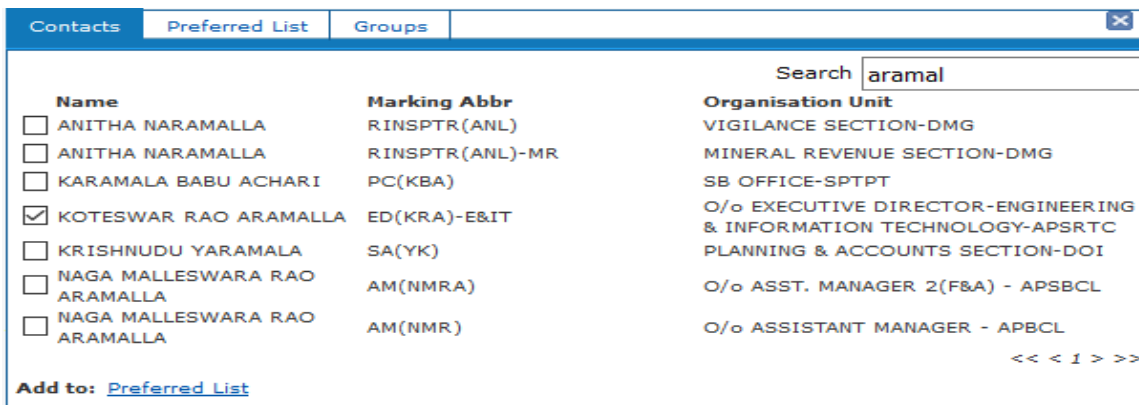 Contacts Preferred List Groups
Search aramal
Name Marking Abbr Organisation Unit
ANITHA NARAMALLA RINSPTR(ANL) VIGILANCE SECTION-DMG
ANITHA NARAMALLA RINSPTR(ANL)-MR MINERAL REVENUE SECTION-DMG
KARAMALA BABU ACHARI PC(KBA) SB OFFICE-SPTPT
KOTESWAR RAO ARAMALLA ED(KRA)-E&IT O/o EXECUTIVE DIRECTOR-ENGINEERING
& INFORMATION TECHNOLOGY-APSRTC
KRISHNUDU YARAMALA SA(YK) PLANNING & ACCOUNTS SECTION-DOI
NAGA MALLESWARA RAO
ARAMALLA AM(NMRA) O/o ASST. MANAGER 2(F&A) - APSBCL
NAGA MALLESWARA RAO
ARAMALLA AM(NMR) O/o ASSISTANT MANAGER - APBCL
<< < 1 > >>
Add to: Preferred List